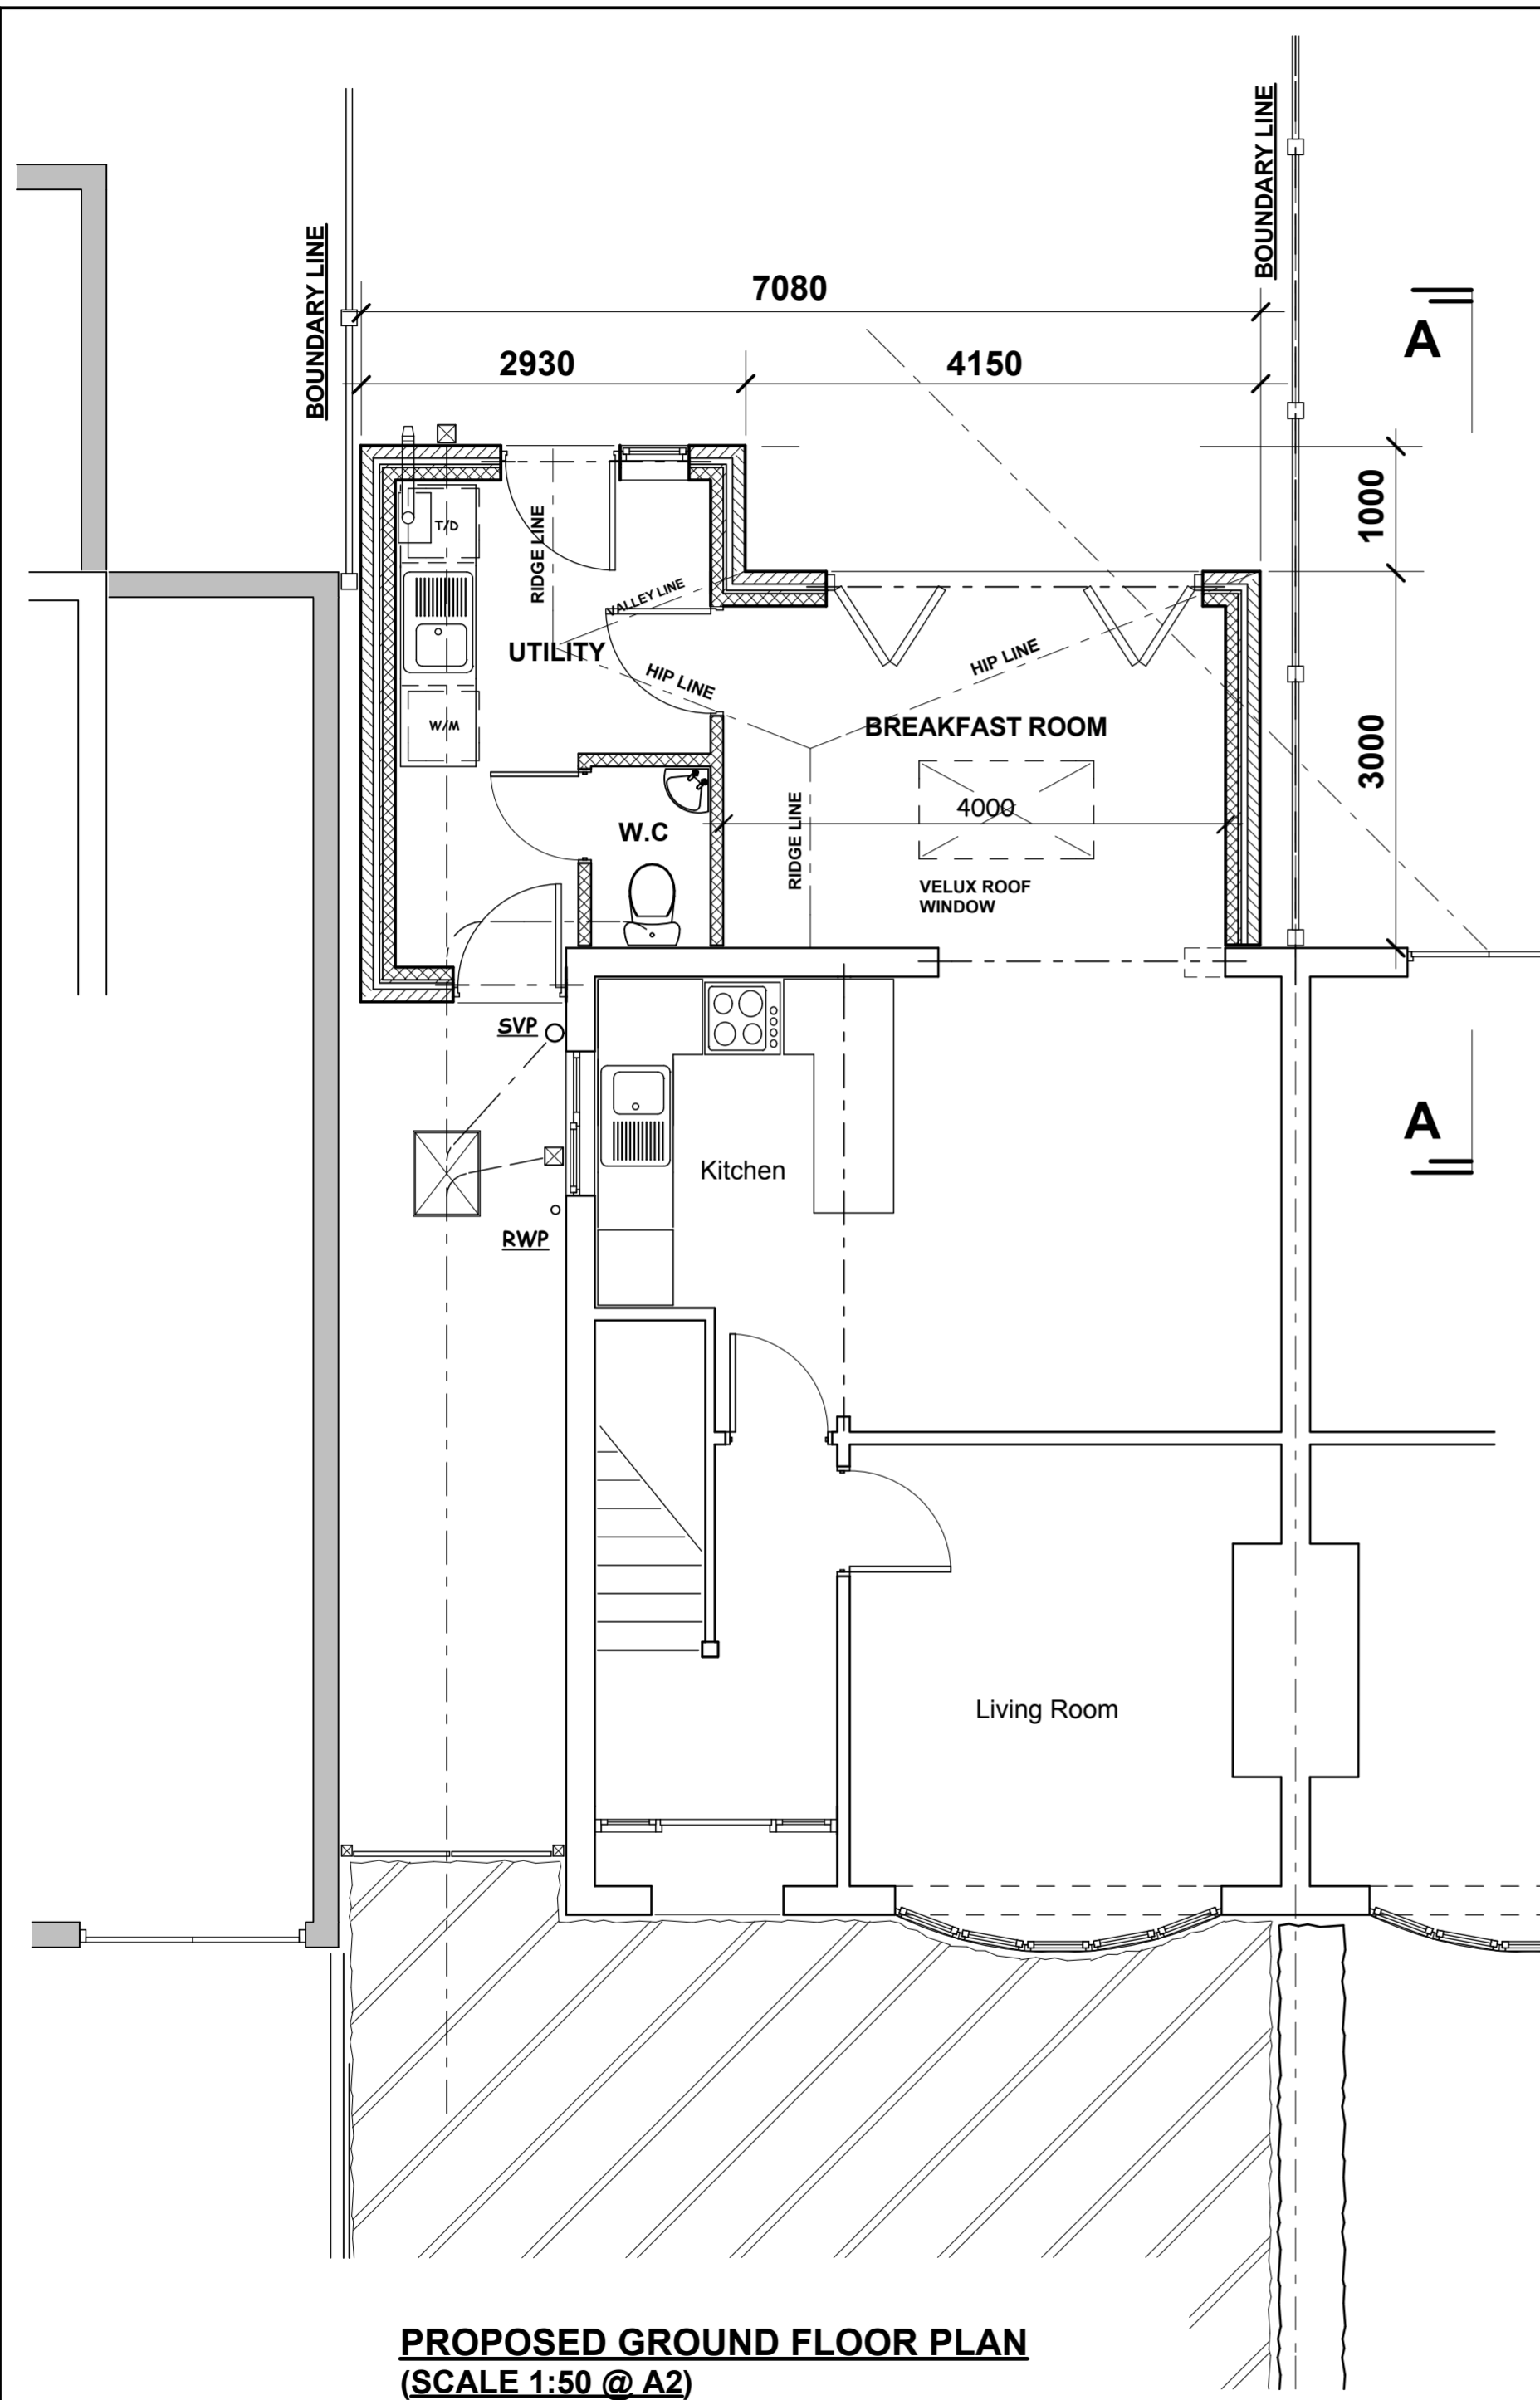 BOUNDARY LINE
BOUNDARY LINE
7080
2930
4150
A
1000
3000
T/D
RIDGE LINE
VALLEY LINE
UTILITY
HIP LINE
HIP LINE
W/M
BREAKFAST ROOM
4000
W.C
RIDGE LINE
VELUX ROOF
WINDOW
SVP
A
Kitchen
RWP
Living Room
PROPOSED GROUND FLOOR PLAN
(SCALE 1:50 @ A2)